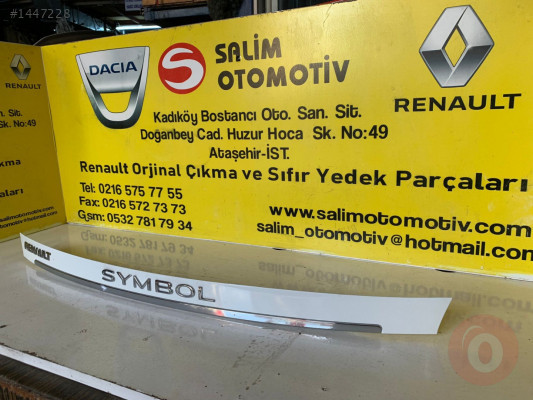 #1447228
RENAULT
Sk. No:49
Çıkma
Parçaları
DACIA
S
SALİM
OTOMOTİV
RENAULT
Kadıköy Bostancı Oto. San. Sit.
Doğanbey Cad. Huzur Hoca Sk. No:49
Ataşehir-İST.
Renault Orjinal Çıkma ve Sıfır Yedek Parçaları
Tel: 0216 575 77 55
Fax: 0216 572 73 73
Gsm: 0532 781 79 34
www.salimotomotiv.com
salim_otomotiv@hotmail.com
RENAULT
SYMBOL